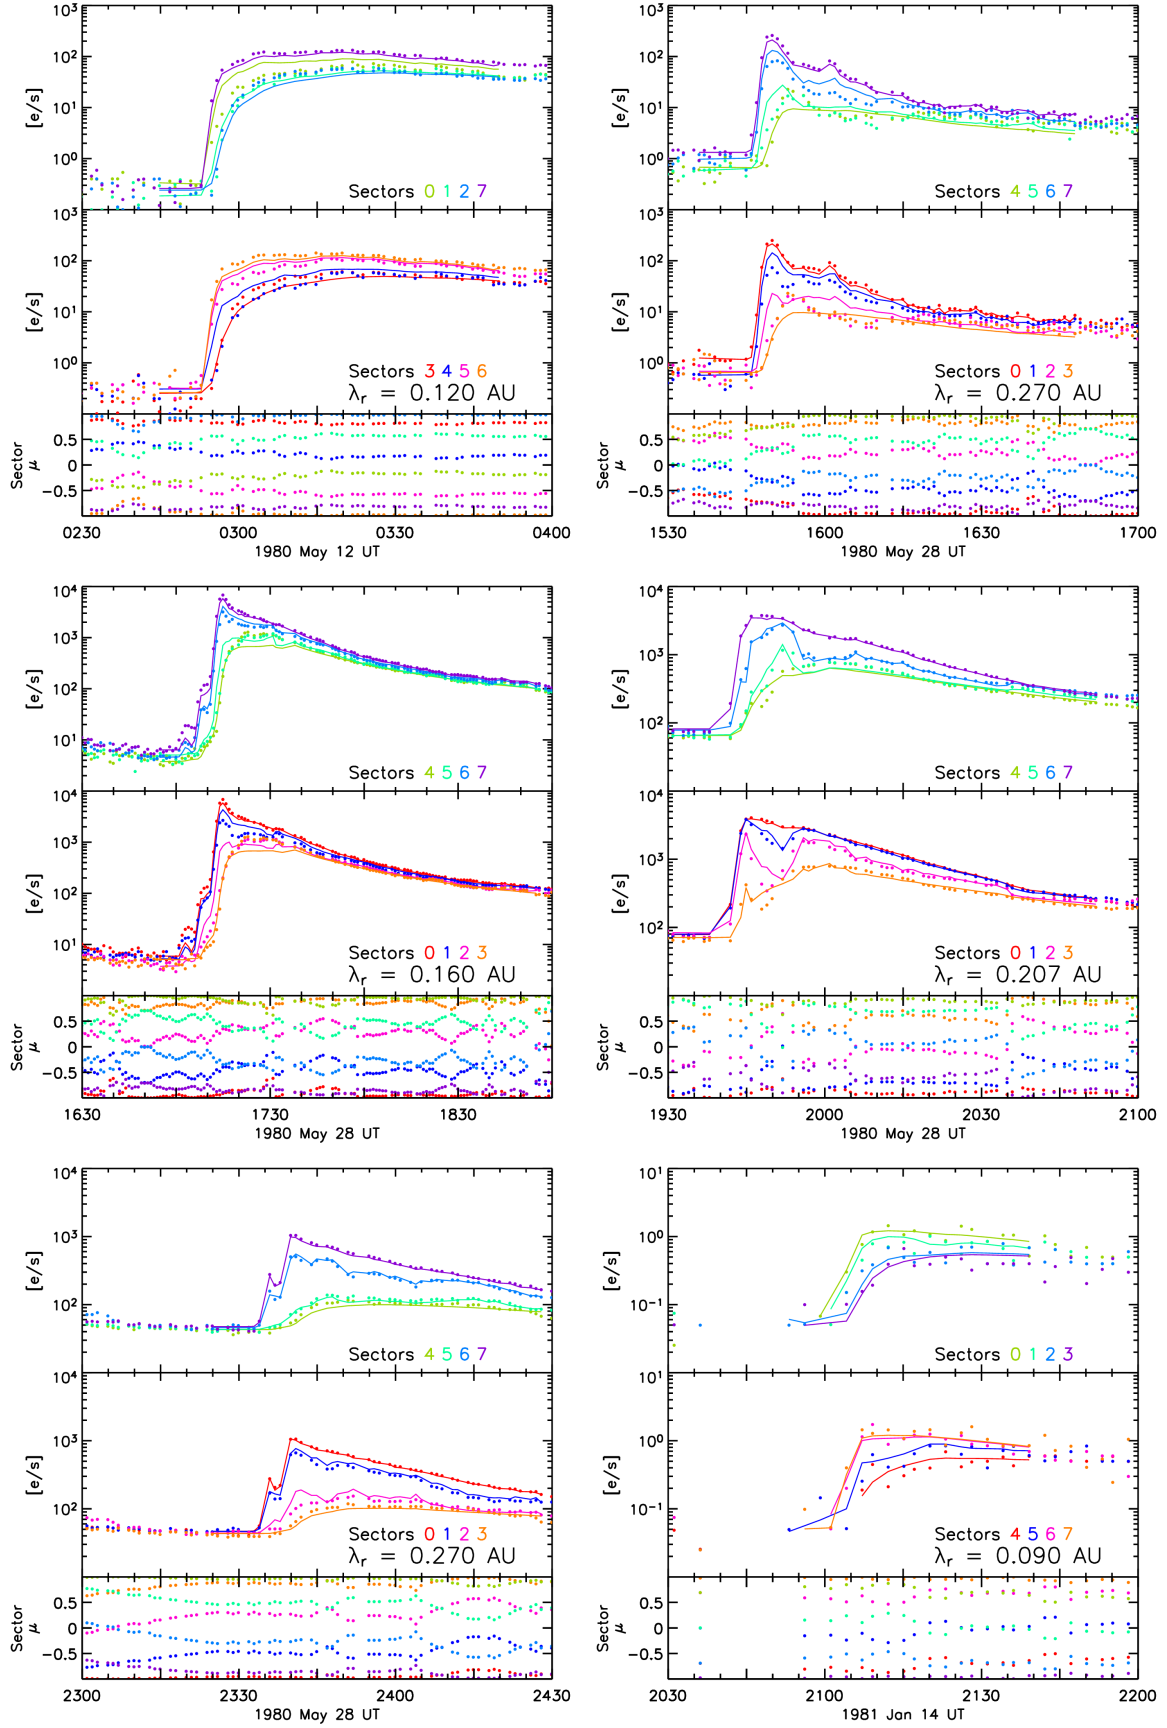 10³ 10³
10² 10²
[e/s] 10¹ [e/s] 10¹
10⁰ 10⁰
Sectors 0 1 2 7 Sectors 4 5 6 7
10³ 10³
10² 10²
[e/s] 10¹ [e/s] 10¹
10⁰ 10⁰
Sectors 3 4 5 6 Sectors 0 1 2 3
λr = 0.120 AU λr = 0.270 AU
Sector μ 0.5 0 −0.5 Sector μ 0.5 0 −0.5
0230 0300 0330 0400 1530 1600 1630 1700
1980 May 12 UT 1980 May 28 UT
10⁴ 10⁴
10³ 10³
[e/s] 10² [e/s] 10²
10¹
Sectors 4 5 6 7 Sectors 4 5 6 7
10⁴ 10⁴
10³ 10³
[e/s] 10² [e/s] 10²
10¹
Sectors 0 1 2 3 Sectors 0 1 2 3
λr = 0.160 AU λr = 0.207 AU
Sector μ 0.5 0 −0.5 Sector μ 0.5 0 −0.5
1630 1730 1830 1930 2000 2030 2100
1980 May 28 UT 1980 May 28 UT
10⁴ 10¹
10³ 10⁰
[e/s] 10² [e/s] 10⁻¹
Sectors 4 5 6 7 Sectors 0 1 2 3
10⁴ 10¹
10³ 10⁰
[e/s] 10² [e/s] 10⁻¹
Sectors 0 1 2 3 Sectors 4 5 6 7
λr = 0.270 AU λr = 0.090 AU
Sector μ 0.5 0 −0.5 Sector μ 0.5 0 −0.5
2300 2330 2400 2430 2030 2100 2130 2200
1980 May 28 UT 1981 Jan 14 UT